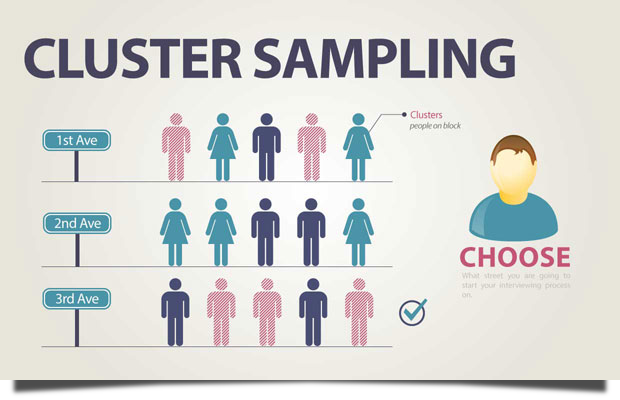 CLUSTER SAMPLING
1st Ave
Clusters
people on block
2nd Ave
3rd Ave
CHOOSE
What street you are going to
start your interviewing process
on.